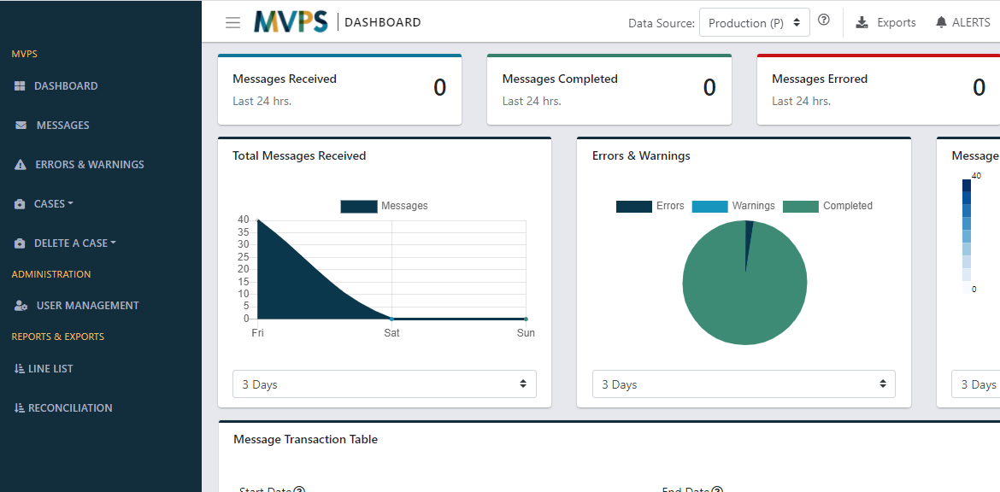 MVPS DASHBOARD Data Source: Production (P) Exports ALERTS
MVPS
DASHBOARD
MESSAGES
ERRORS & WARNINGS
CASES
DELETE A CASE
ADMINISTRATION
USER MANAGEMENT
REPORTS & EXPORTS
LINE LIST
RECONCILIATION
Messages Received
0
Last 24 hrs.
Messages Completed
0
Last 24 hrs.
Messages Errored
0
Last 24 hrs.
Total Messages Received
Messages
40
35
30
25
20
15
10
5
0
Fri Sat Sun
3 Days
Errors & Warnings
Errors Warnings Completed
3 Days
Message
40
0
3 Days
Message Transaction Table
Start Date End Date